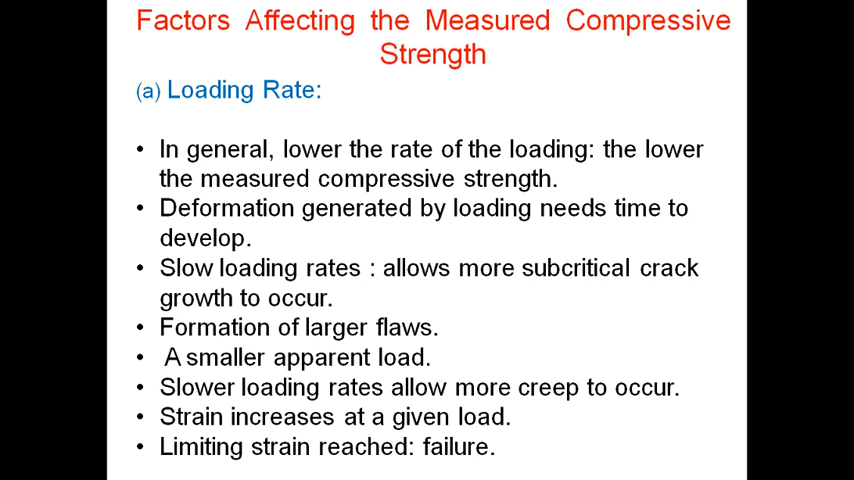 Factors Affecting the Measured Compressive
Strength
(a) Loading Rate:
• In general, lower the rate of the loading: the lower
the measured compressive strength.
• Deformation generated by loading needs time to
develop.
• Slow loading rates : allows more subcritical crack
growth to occur.
• Formation of larger flaws.
• A smaller apparent load.
• Slower loading rates allow more creep to occur.
• Strain increases at a given load.
• Limiting strain reached: failure.